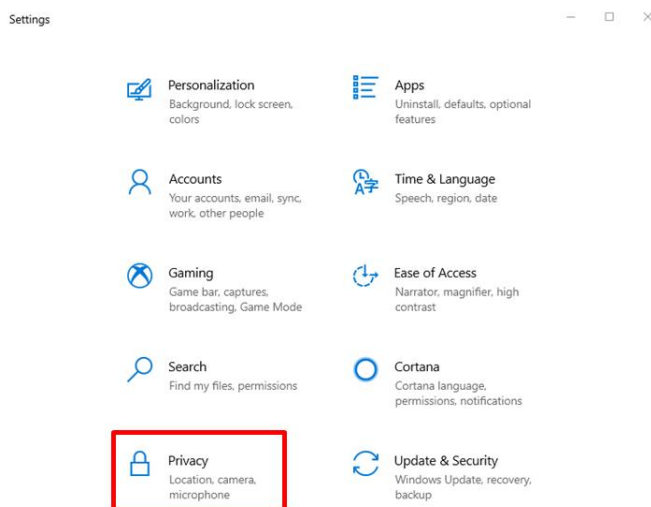 Settings
Personalization
Background, lock screen,
colors
Apps
Uninstall, defaults, optional
features
Accounts
Your accounts, email, sync,
work, other people
Time & Language
Speech, region, date
Gaming
Game bar, captures,
broadcasting, Game Mode
Ease of Access
Narrator, magnifier, high
contrast
Search
Find my files, permissions
Cortana
Cortana language,
permissions, notifications
Privacy
Location, camera,
microphone
Update & Security
Windows Update, recovery,
backup